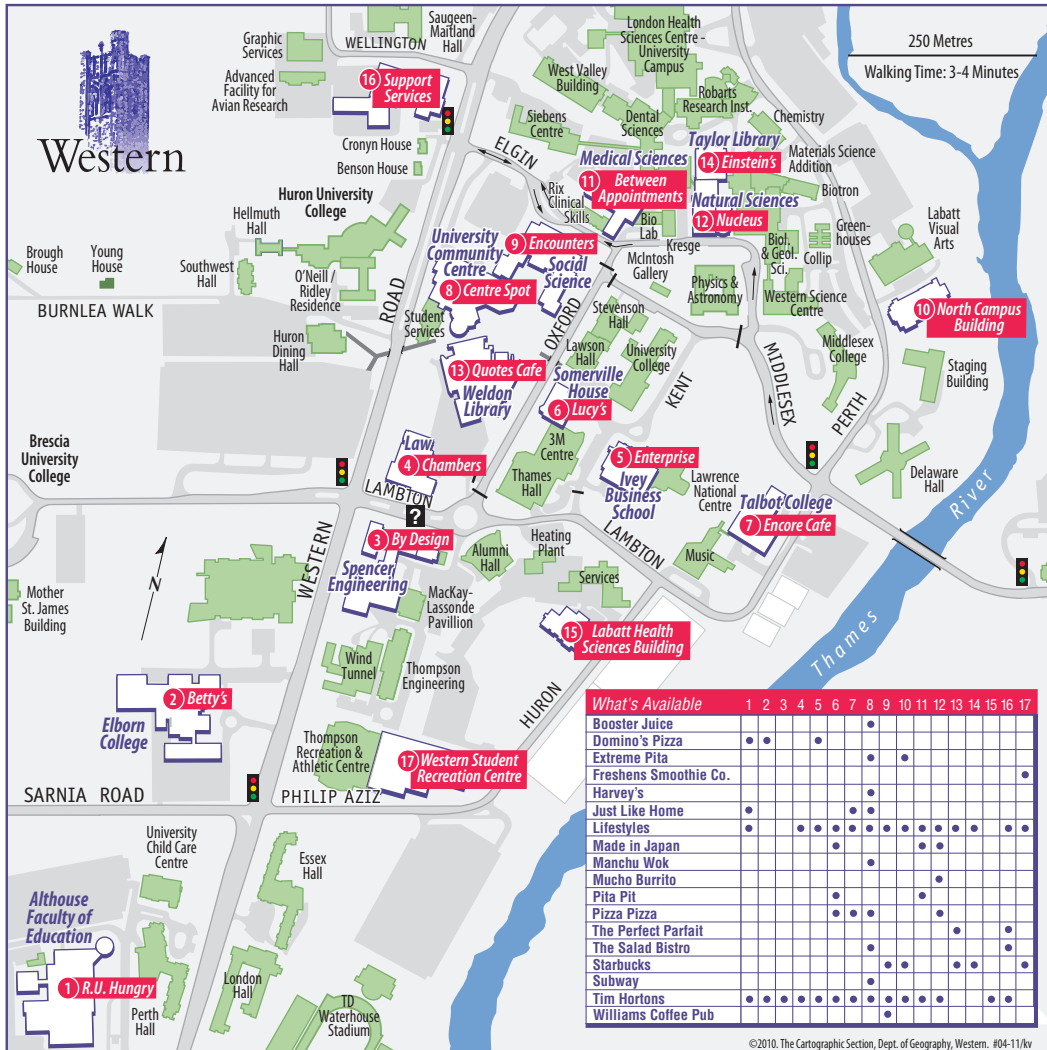 Western
Graphic
Services
WELLINGTON
Saugeen-
Maitland
Hall
Advanced
Facility for
Avian Research
16 Support
Services
Cronyn House
Benson House
London Health
Sciences Centre -
University
Campus
West Valley
Building
Robarts
Research Inst.
Siebens
Centre
Dental
Sciences
Chemistry
250 Metres
Walking Time: 3-4 Minutes
ELGIN
Medical Sciences
11 Between
Appointments
Taylor Library
14 Einstein's
Materials Science
Addition
Biotron
Natural Sciences
12 Nucleus
Rix
Clinical
Skills
Bio
Lab
Kresge
McIntosh
Gallery
Biol.
& Geol.
Sci.
Green-
houses
Collip
Labatt
Visual
Arts
Huron University
College
Hellmuth
Hall
Brough
House
Young
House
Southwest
Hall
O'Neill /
Ridley
Residence
BURNLEA WALK
Huron
Dining
Hall
ROAD
University
Community
Centre
9 Encounters
Social
Science
8 Centre Spot
Student
Services
OXFORD
Stevenson
Hall
Lawson
Hall
University
College
Physics &
Astronomy
Western Science
Centre
10 North Campus
Building
Middlesex
College
Staging
Building
13 Quotes Cafe
Weldon
Library
Somerville
House
6 Lucy's
KENT
MIDDLESEX
PERTH
Brescia
University
College
Law
4 Chambers
LAMBTON
3M
Centre
Thames
Hall
5 Enterprise
Ivey
Business
School
Lawrence
National
Centre
Talbot College
7 Encore Cafe
Delaware
Hall
River
Thames
?
3 By Design
Spencer
Engineering
WESTERN
Alumni
Hall
Heating
Plant
LAMBTON
Services
Music
N
Mother
St. James
Building
MacKay-
Lassonde
Pavillion
15 Labatt Health
Sciences Building
Wind
Tunnel
Thompson
Engineering
HURON
2 Betty's
Elborn
College
Thompson
Recreation &
Athletic Centre
17 Western Student
Recreation Centre
SARNIA ROAD
PHILIP AZIZ
University
Child Care
Centre
Essex
Hall
Althouse
Faculty of
Education
1 R.U. Hungry
Perth
Hall
London
Hall
TD
Waterhouse
Stadium
What's Available 1 2 3 4 5 6 7 8 9 10 11 12 13 14 15 16 17
Booster Juice •
Domino's Pizza • • •
Extreme Pita • •
Freshens Smoothie Co. •
Harvey's •
Just Like Home • • •
Lifestyles • • • • • • • • • • • • • •
Made in Japan • • •
Manchu Wok •
Mucho Burrito •
Pita Pit • •
Pizza Pizza • • • •
The Perfect Parfait • •
The Salad Bistro • •
Starbucks • • • • •
Subway •
Tim Hortons • • • • • • • • • • • • • •
Williams Coffee Pub •
©2010. The Cartographic Section, Dept. of Geography, Western. #04-11/kv